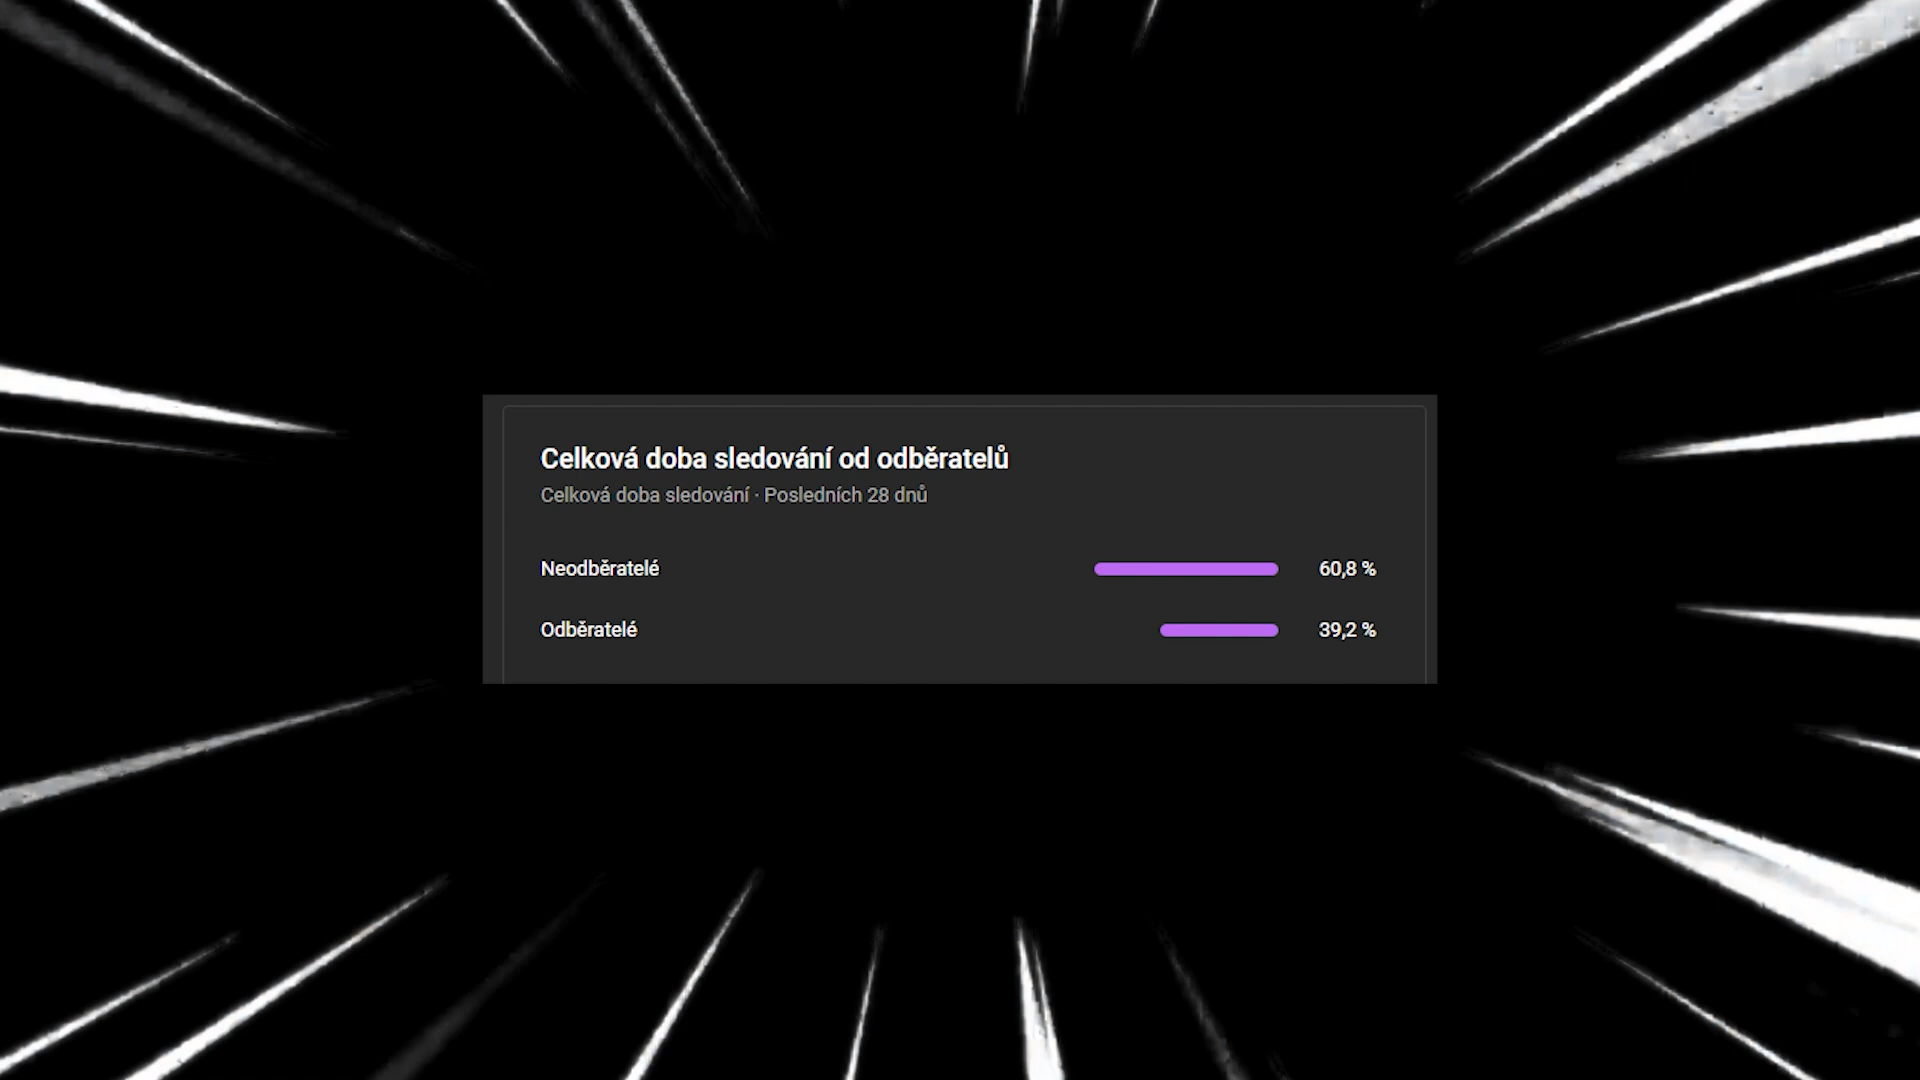 Celková doba sledování od odběratelů
Celková doba sledování · Posledních 28 dnů
Neodběratelé 60,8 %
Odběratelé 39,2 %